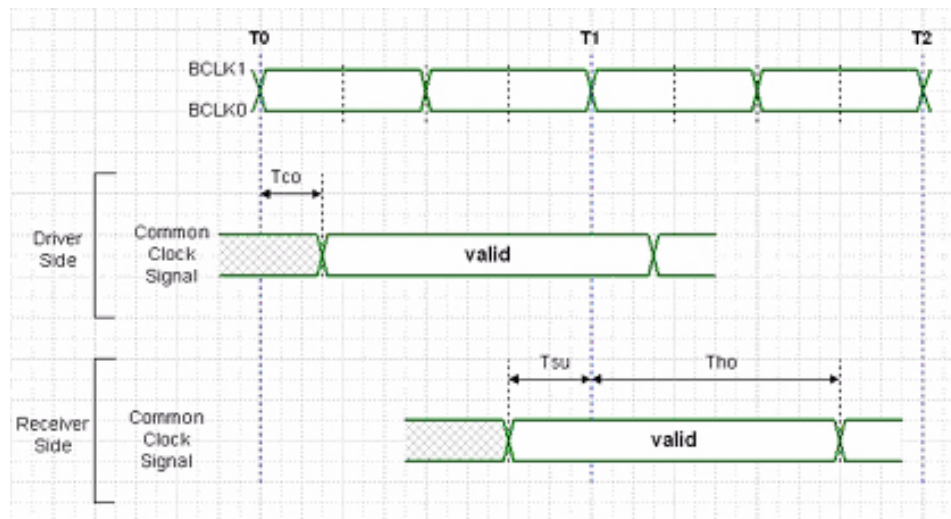 T0 T1 T2
BCLK1
BCLK0
Tco
Driver
Side
Common
Clock
Signal
valid
Tsu Tho
Receiver
Side
Common
Clock
Signal
valid